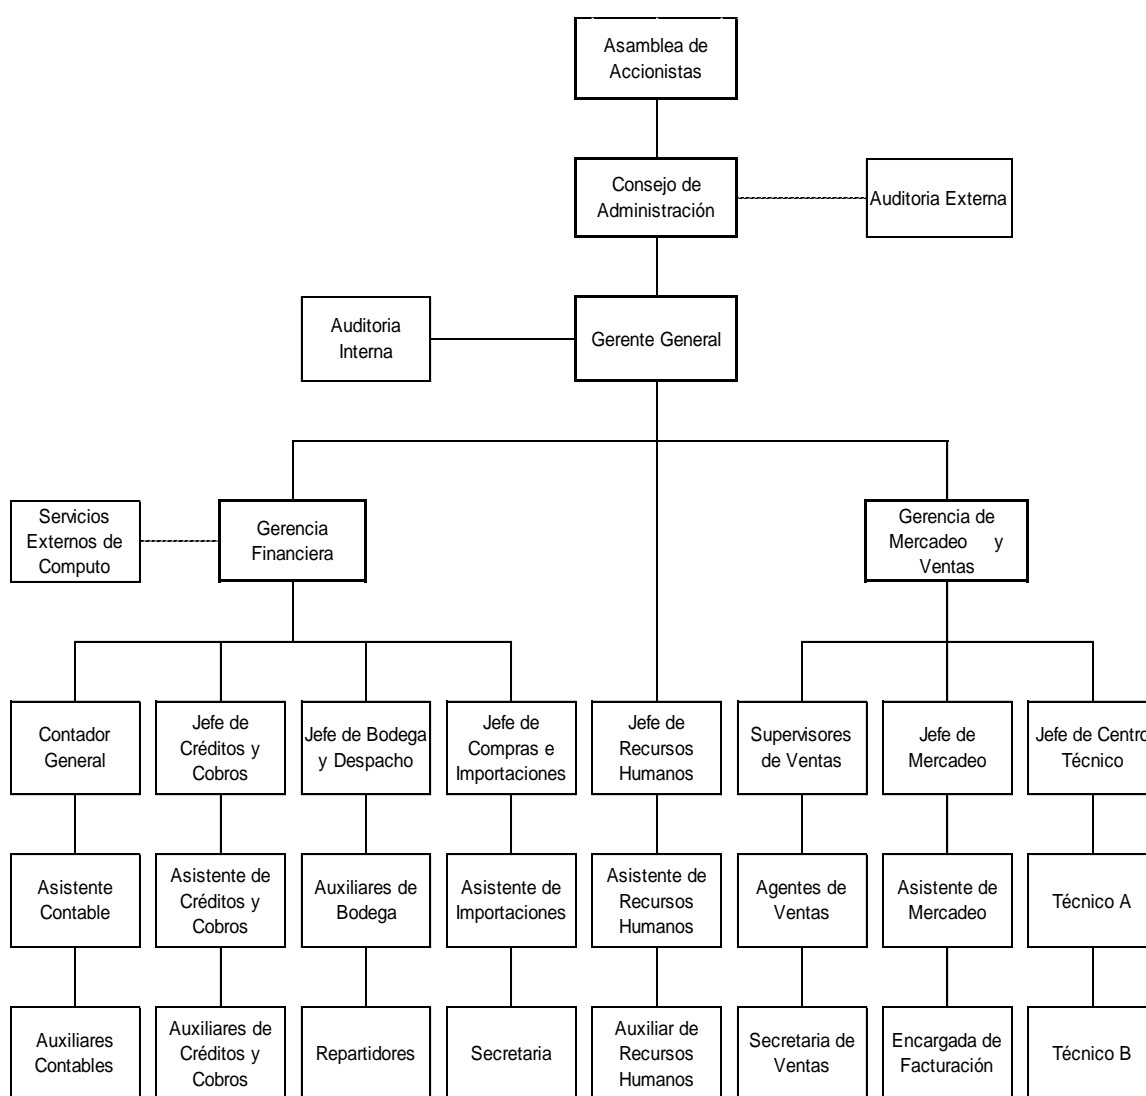 Asamblea de
Accionistas
Consejo de
Administración
Auditoria Externa
Auditoria
Interna
Gerente General
Servicios
Externos de
Computo
Gerencia
Financiera
Gerencia de
Mercadeo y
Ventas
Contador
General
Jefe de
Créditos y
Cobros
Jefe de Bodega
y Despacho
Jefe de
Compras e
Importaciones
Jefe de
Recursos
Humanos
Supervisores
de Ventas
Jefe de
Mercadeo
Jefe de Centro
Técnico
Asistente
Contable
Asistente de
Créditos y
Cobros
Auxiliares de
Bodega
Asistente de
Importaciones
Asistente de
Recursos
Humanos
Agentes de
Ventas
Asistente de
Mercadeo
Técnico A
Auxiliares
Contables
Auxiliares de
Créditos y
Cobros
Repartidores
Secretaria
Auxiliar de
Recursos
Humanos
Secretaria de
Ventas
Encargada de
Facturación
Técnico B